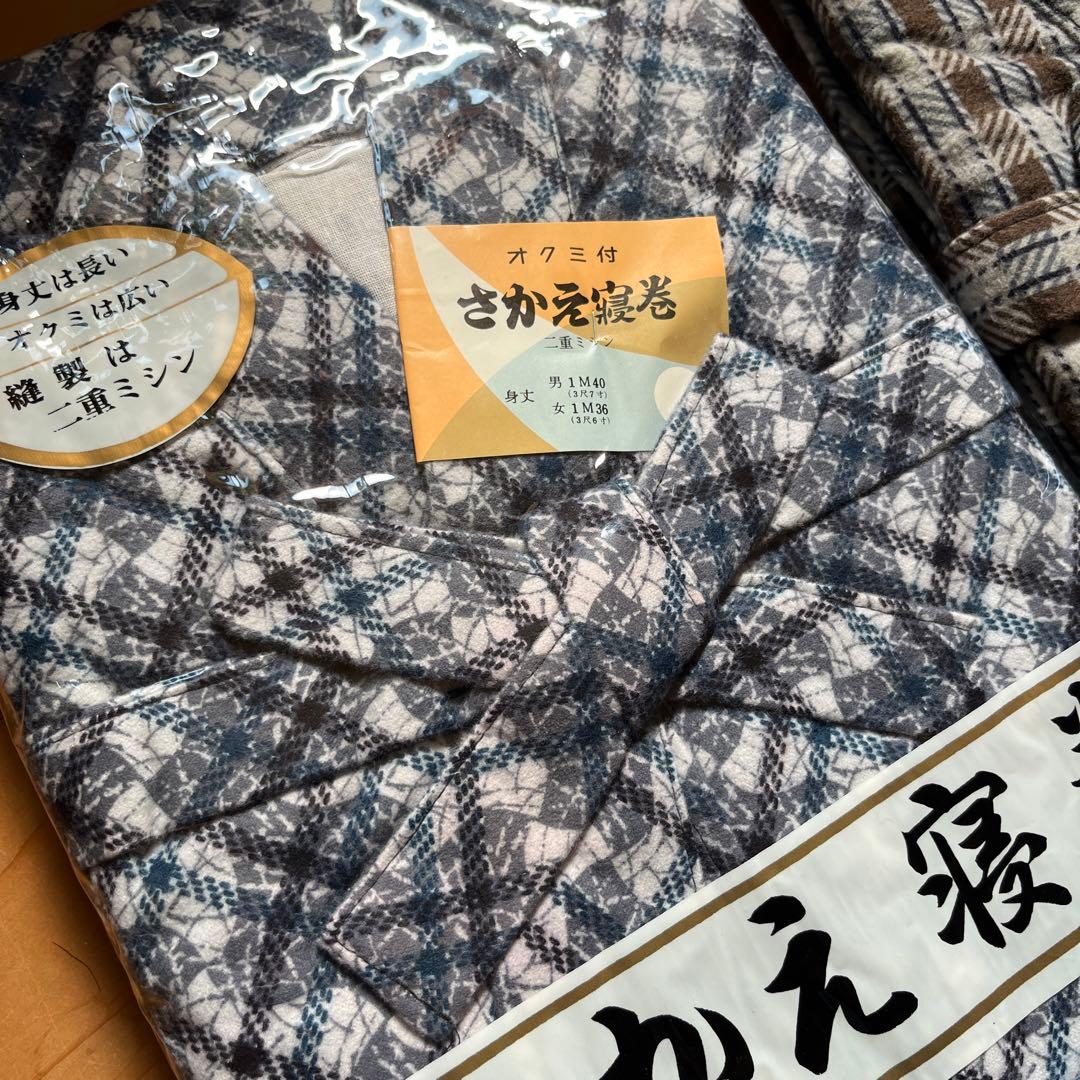 身丈は長い
オクミは広い
縫製は
二重ミシン
オクミ付
さかえ寝巻
二重ミシン
身丈
男 1M40
(3尺7寸)
女 1M36
(3尺6寸)
かえ寝